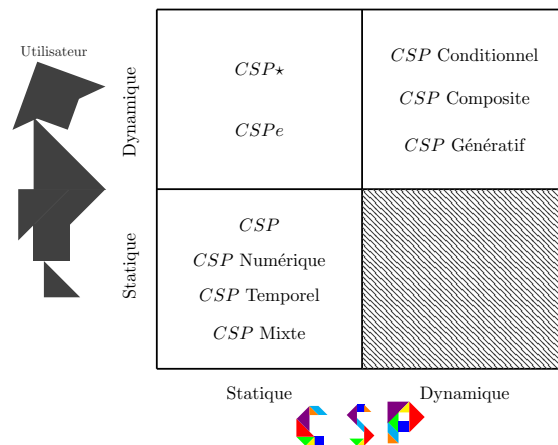 Utilisateur
Dynamique
CSP⋆
CSPe
CSP Conditionnel
CSP Composite
CSP Génératif
Statique
CSP
CSP Numérique
CSP Temporel
CSP Mixte
Statique
Dynamique
CSP